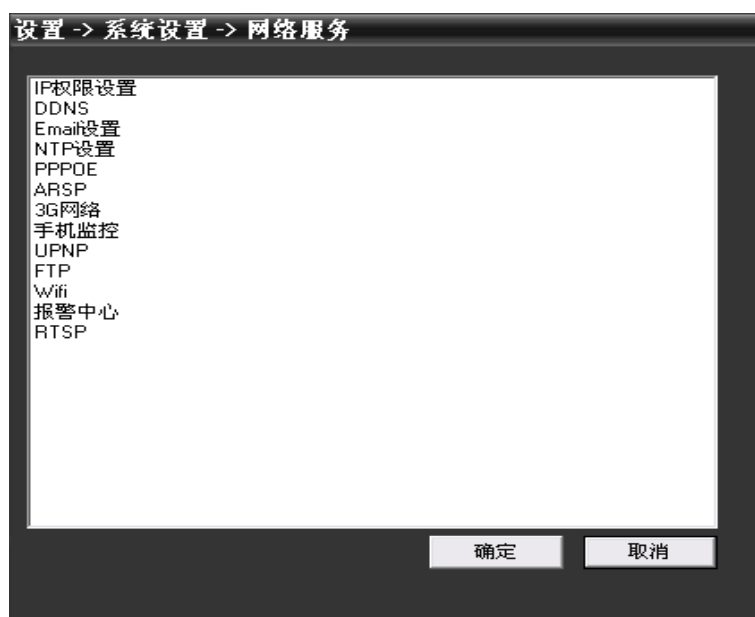 设置 -> 系统设置 -> 网络服务
IP权限设置
DDNS
Email设置
NTP设置
PPPOE
ARSP
3G网络
手机监控
UPNP
FTP
Wifi
报警中心
RTSP
确定 取消